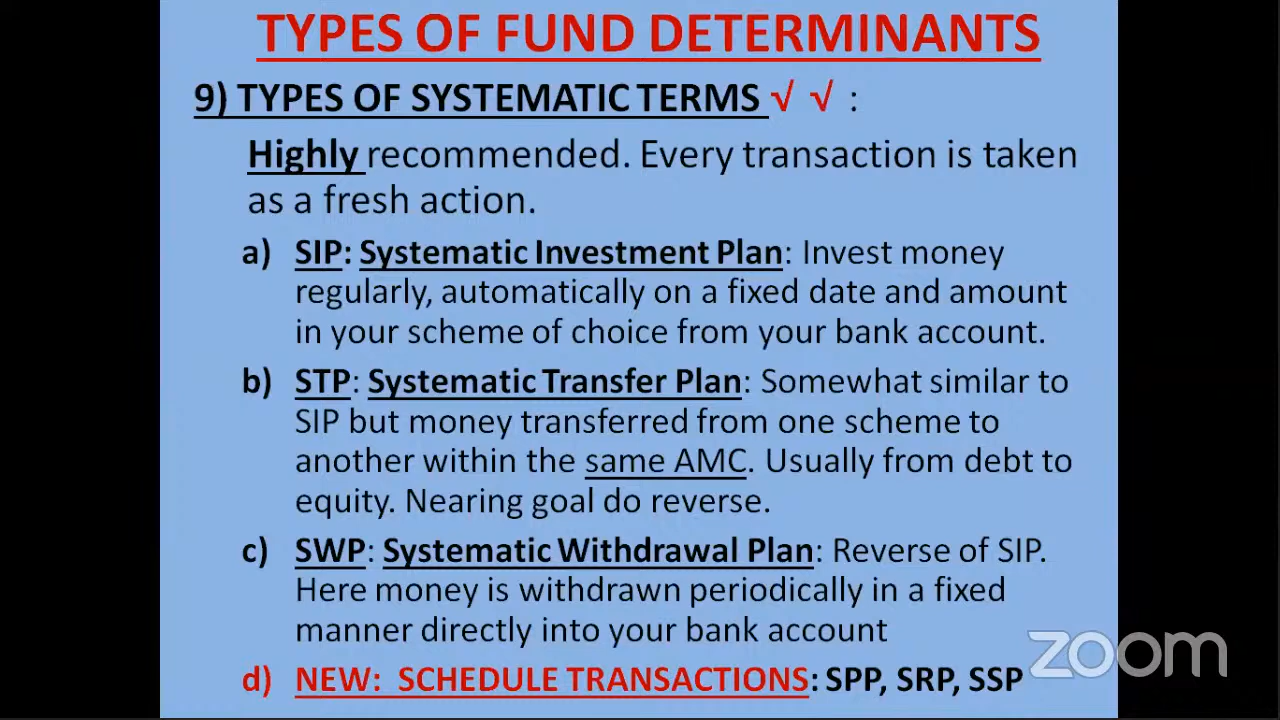 TYPES OF FUND DETERMINANTS
9) TYPES OF SYSTEMATIC TERMS √ √ :
Highly recommended. Every transaction is taken
as a fresh action.
a) SIP: Systematic Investment Plan: Invest money
regularly, automatically on a fixed date and amount
in your scheme of choice from your bank account.
b) STP: Systematic Transfer Plan: Somewhat similar to
SIP but money transferred from one scheme to
another within the same AMC. Usually from debt to
equity. Nearing goal do reverse.
c) SWP: Systematic Withdrawal Plan: Reverse of SIP.
Here money is withdrawn periodically in a fixed
manner directly into your bank account
d) NEW: SCHEDULE TRANSACTIONS: SPP, SRP, SSP
zoom